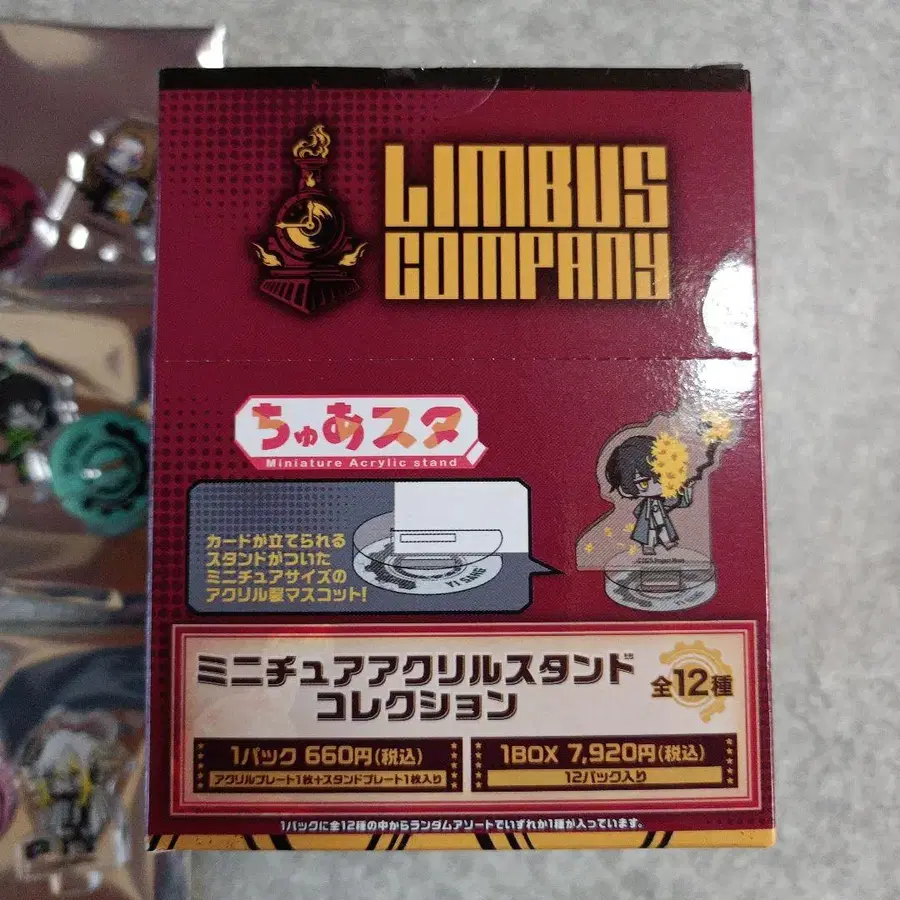 LIMBUS
COMPANY
ちゅあスタ
Miniature Acrylic stand
カードが立てられる
スタンドがついた
ミニチュアサイズの
アクリル製マスコット!
YI SANG
YI SANG
ミニチュアアクリルスタンド
コレクション
全12種
1パック 660円(税込)
アクリルプレート1枚+スタンドプレート1枚入り
1BOX 7,920円(税込)
12パック入り
1パックに全12種の中からランダムアソートでいずれか1種が入っています。